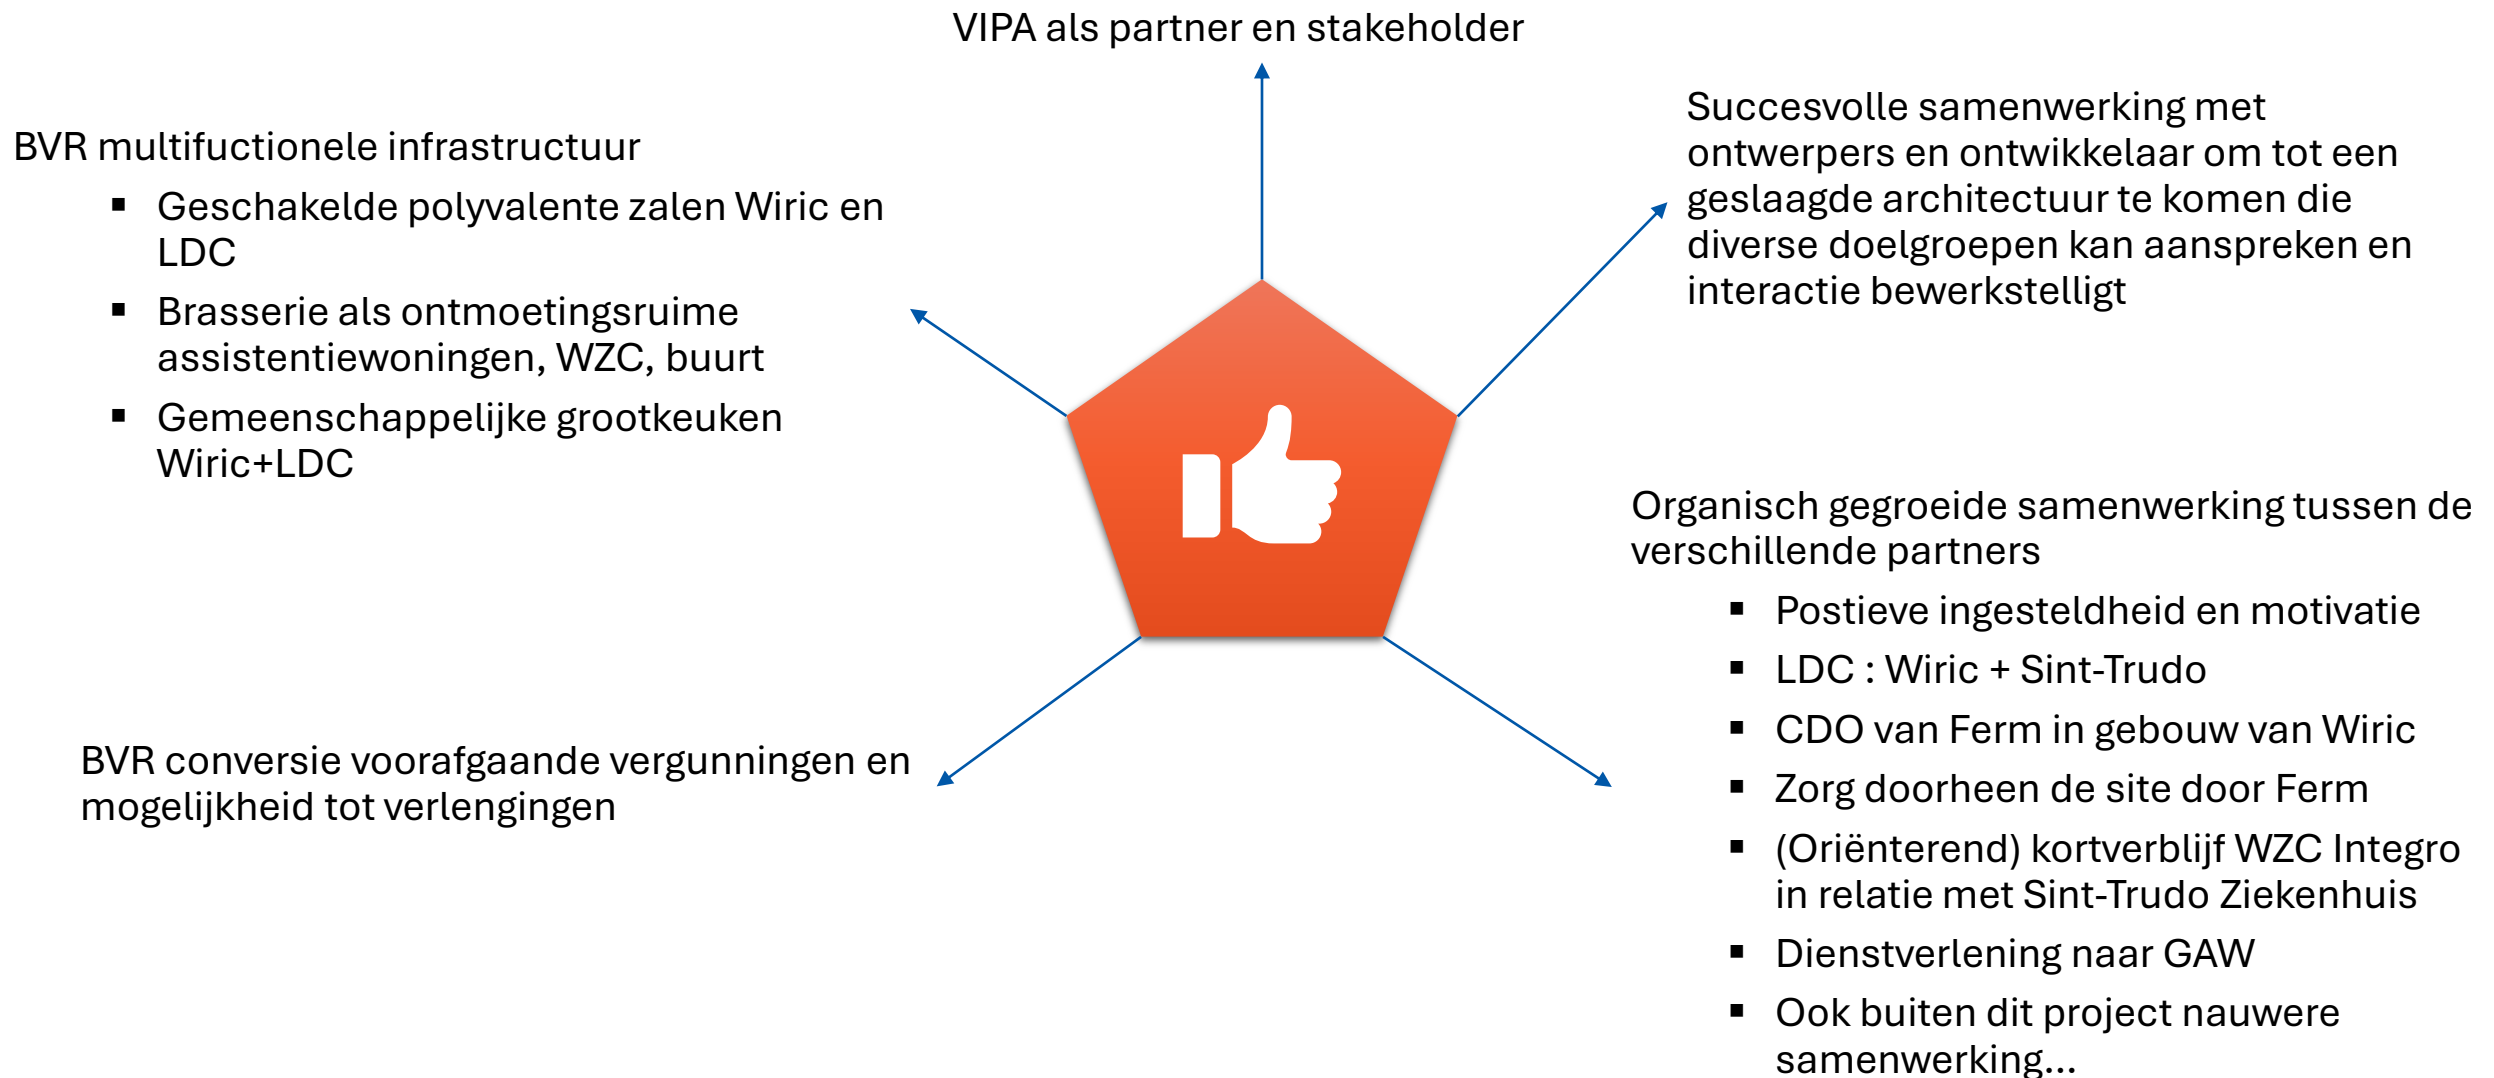 VIPA als partner en stakeholder
BVR multifuctionele infrastructuur
▪ Geschakelde polyvalente zalen Wiric en
LDC
▪ Brasserie als ontmoetingsruime
assistentiewoningen, WZC, buurt
▪ Gemeenschappelijke grootkeuken
Wiric+LDC
Succesvolle samenwerking met
ontwerpers en ontwikkelaar om tot een
geslaagde architectuur te komen die
diverse doelgroepen kan aanspreken en
interactie bewerkstelligt
Organisch gegroeide samenwerking tussen de
verschillende partners
▪ Postieve ingesteldheid en motivatie
▪ LDC : Wiric + Sint-Trudo
▪ CDO van Ferm in gebouw van Wiric
▪ Zorg doorheen de site door Ferm
▪ (Oriënterend) kortverblijf WZC Integro
in relatie met Sint-Trudo Ziekenhuis
▪ Dienstverlening naar GAW
▪ Ook buiten dit project nauwere
samenwerking...
BVR conversie voorafgaande vergunningen en
mogelijkheid tot verlengingen